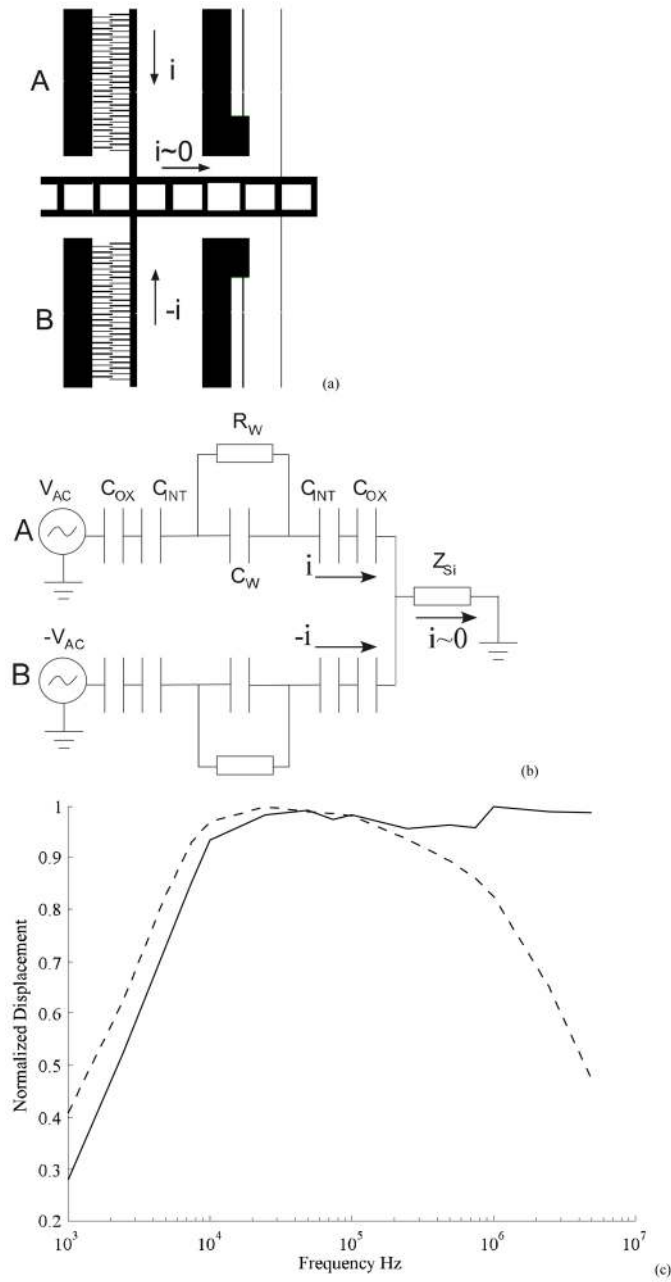 A
i
i~0
B
-i
(a)
R_W
V_AC C_OX C_INT C_INT C_OX
A
C_W i Z_Si
-V_AC -i i~0
B
(b)
1
0.9
0.8
0.7
0.6
0.5
0.4
0.3
0.2
Normalized Displacement
10^3 10^4 10^5 10^6 10^7
Frequency Hz
(c)